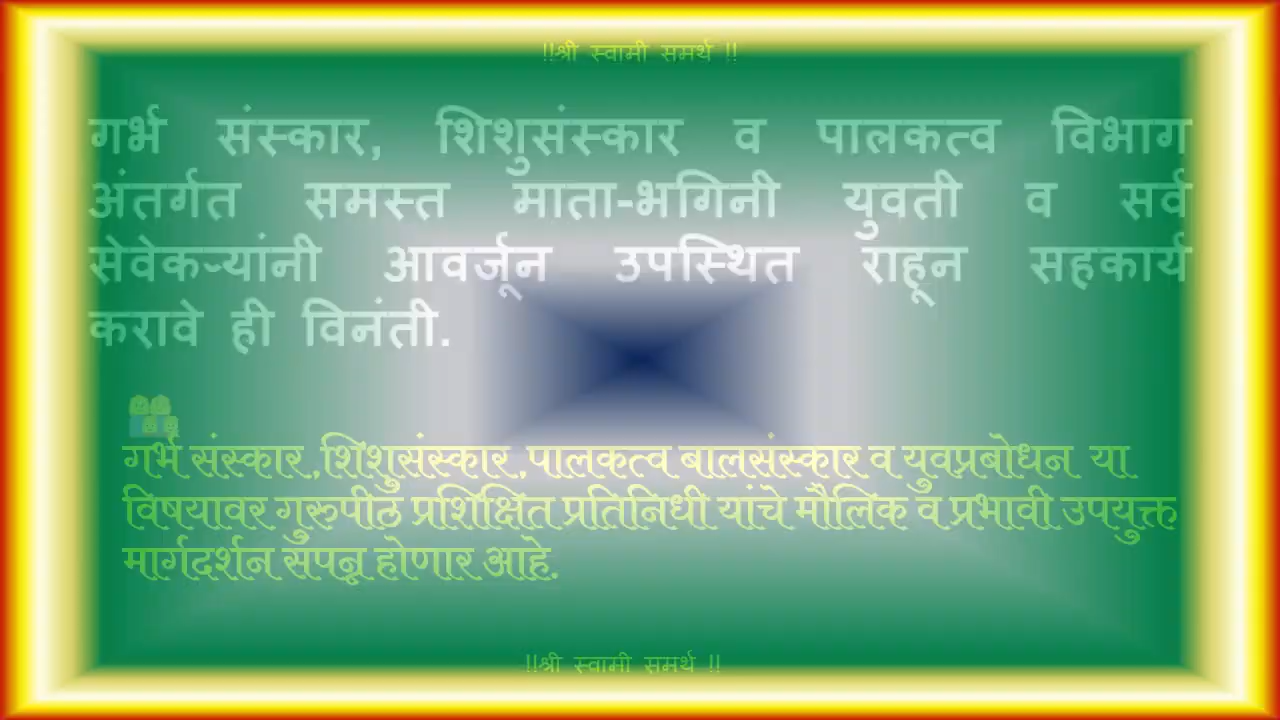 !!श्री स्वामी समर्थ !!
गर्भ संस्कार, शिशुसंस्कार व पालकत्व विभाग
अंतर्गत समस्त माता-भगिनी युवती व सर्व
सेवेकऱ्यांनी आवर्जून उपस्थित राहून सहकार्य
करावे ही विनंती.
गर्भ संस्कार,शिशुसंस्कार,पालकत्व बालसंस्कार व युवप्रबोधन या
विषयावर गुरुपीठ प्रशिक्षित प्रतिनिधी यांचे मौलिक व प्रभावी उपयुक्त
मार्गदर्शन संपन्न होणार आहे.
!!श्री स्वामी समर्थ !!